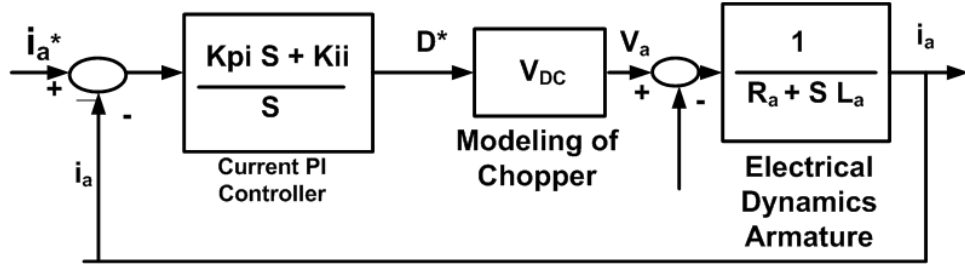 ia*
+
-
ia
Kpi S + Kii
S
Current PI
Controller
D*
VDC
Modeling of
Chopper
Va
+
-
1
Ra + S La
Electrical
Dynamics
Armature
ia